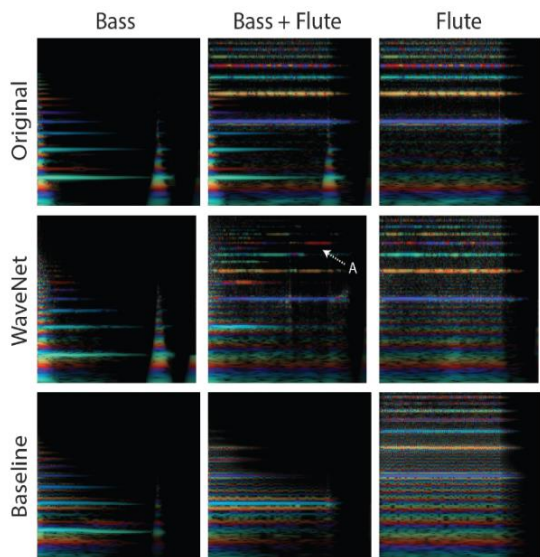 Bass Bass + Flute Flute
Original
WaveNet
A
Baseline